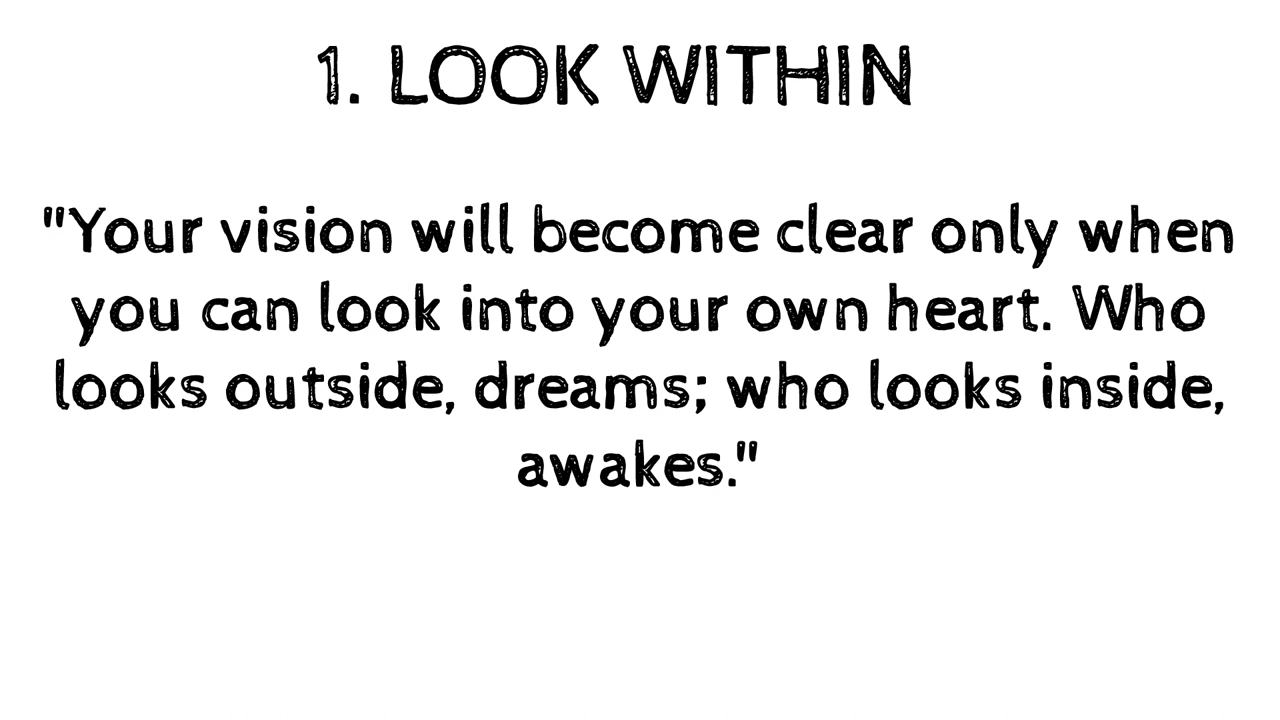 1. LOOK WITHIN
"Your vision will become clear only when
you can look into your own heart. Who
looks outside, dreams; who looks inside,
awakes."